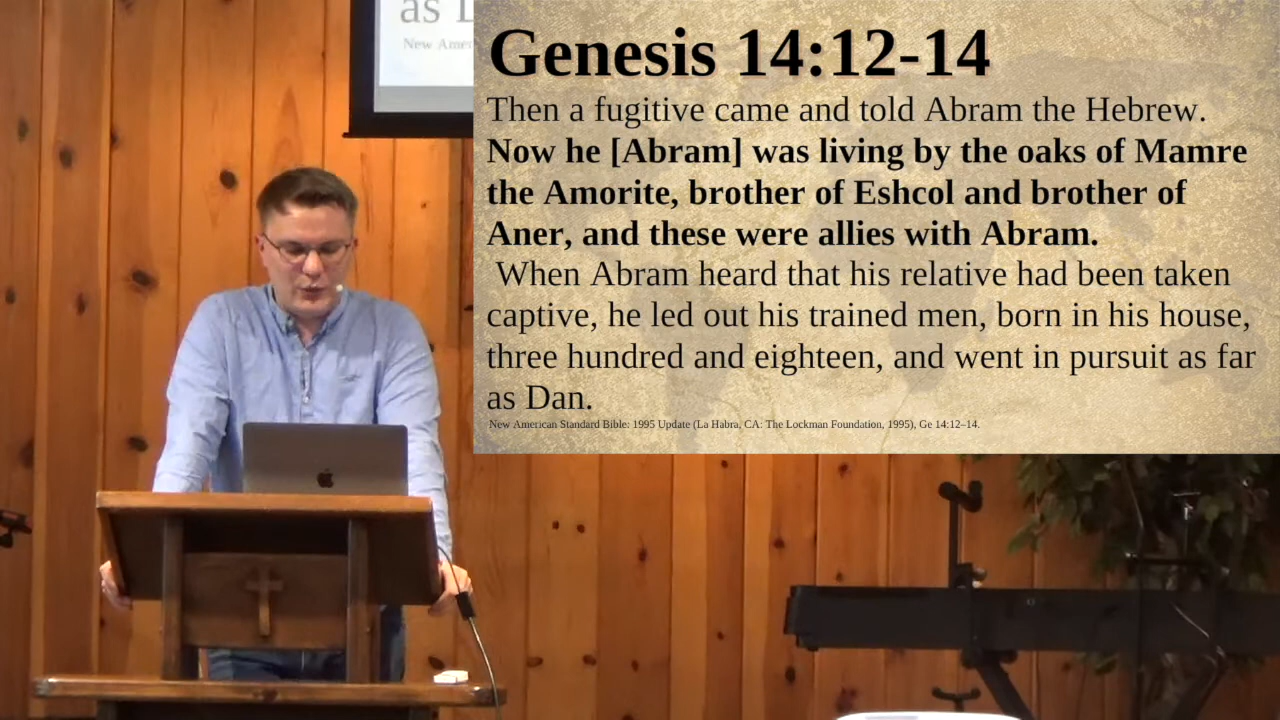 as
New Amer
Genesis 14:12-14
Then a fugitive came and told Abram the Hebrew.
Now he [Abram] was living by the oaks of Mamre
the Amorite, brother of Eshcol and brother of
Aner, and these were allies with Abram.
When Abram heard that his relative had been taken
captive, he led out his trained men, born in his house,
three hundred and eighteen, and went in pursuit as far
as Dan.
New American Standard Bible: 1995 Update (La Habra, CA: The Lockman Foundation, 1995), Ge 14:12–14.